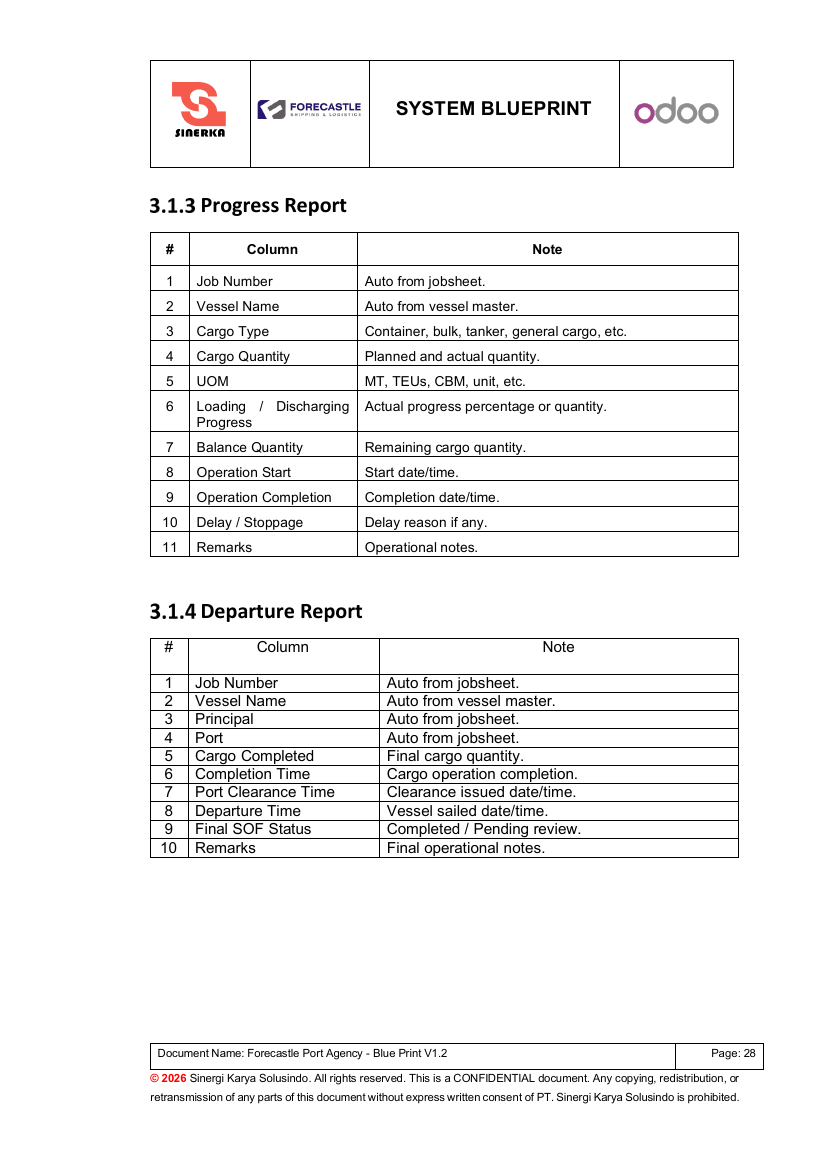 SINERKA
FORECASTLE
SHIPPING & LOGISTICS
SYSTEM BLUEPRINT
odoo
3.1.3 Progress Report
# Column Note
1 Job Number Auto from jobsheet.
2 Vessel Name Auto from vessel master.
3 Cargo Type Container, bulk, tanker, general cargo, etc.
4 Cargo Quantity Planned and actual quantity.
5 UOM MT, TEUs, CBM, unit, etc.
6 Loading / Discharging Actual progress percentage or quantity.
Progress
7 Balance Quantity Remaining cargo quantity.
8 Operation Start Start date/time.
9 Operation Completion Completion date/time.
10 Delay / Stoppage Delay reason if any.
11 Remarks Operational notes.
3.1.4 Departure Report
# Column Note
1 Job Number Auto from jobsheet.
2 Vessel Name Auto from vessel master.
3 Principal Auto from jobsheet.
4 Port Auto from jobsheet.
5 Cargo Completed Final cargo quantity.
6 Completion Time Cargo operation completion.
7 Port Clearance Time Clearance issued date/time.
8 Departure Time Vessel sailed date/time.
9 Final SOF Status Completed / Pending review.
10 Remarks Final operational notes.
Document Name: Forecastle Port Agency - Blue Print V1.2 Page: 28
© 2026 Sinergi Karya Solusindo. All rights reserved. This is a CONFIDENTIAL document. Any copying, redistribution, or
retransmission of any parts of this document without express written consent of PT. Sinergi Karya Solusindo is prohibited.